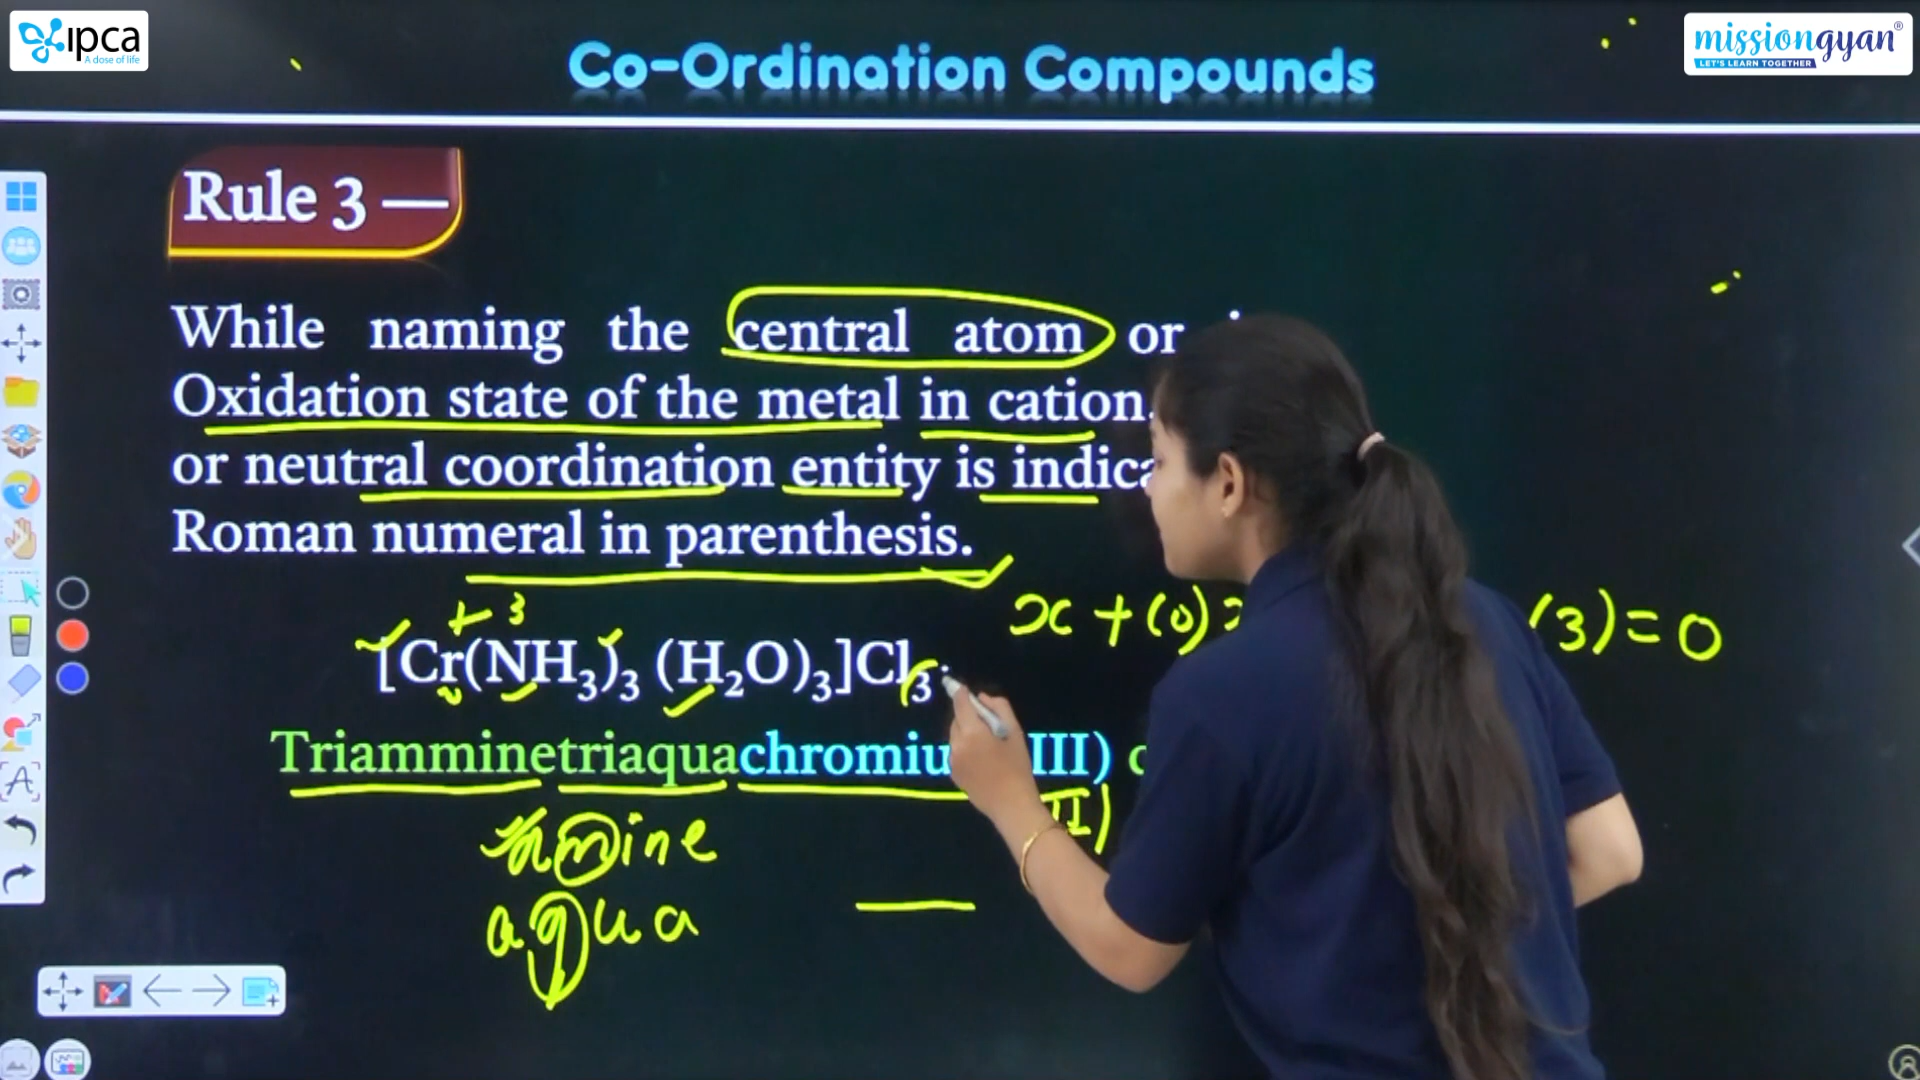 ipca
A dose of life
Co-Ordination Compounds
missiongyan®
LET'S LEARN TOGETHER
Rule 3 —
While naming the central atom or
Oxidation state of the metal in cation,
or neutral coordination entity is indica
Roman numeral in parenthesis.
+3
x + (0) (3) = 0
[Cr(NH₃)₃ (H₂O)₃]Cl₃
Triamminetriaquachromiu III) c
II)
amine
aqua